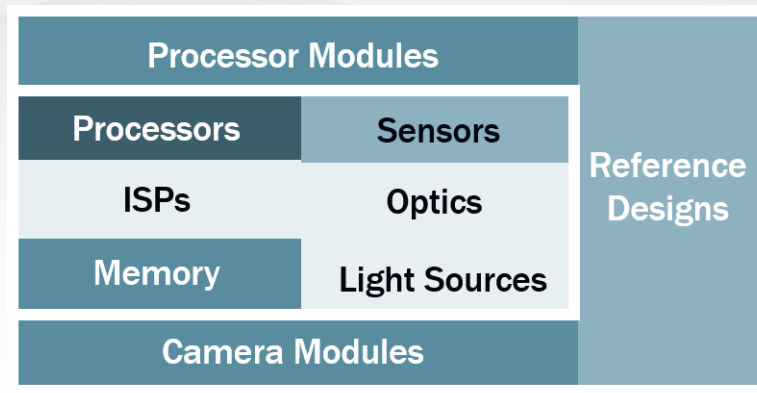 Processor Modules
Processors
Sensors
ISPs
Optics
Memory
Light Sources
Camera Modules
Reference
Designs